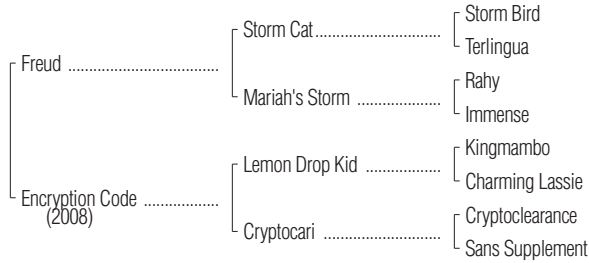 Storm Bird
Storm Cat..............................
Terlingua
Freud ....................................
Rahy
Mariah's Storm ....................
Immense
Kingmambo
Lemon Drop Kid ..................
Charming Lassie
Encryption Code ..................
(2008)
Cryptoclearance
Cryptocari ............................
Sans Supplement